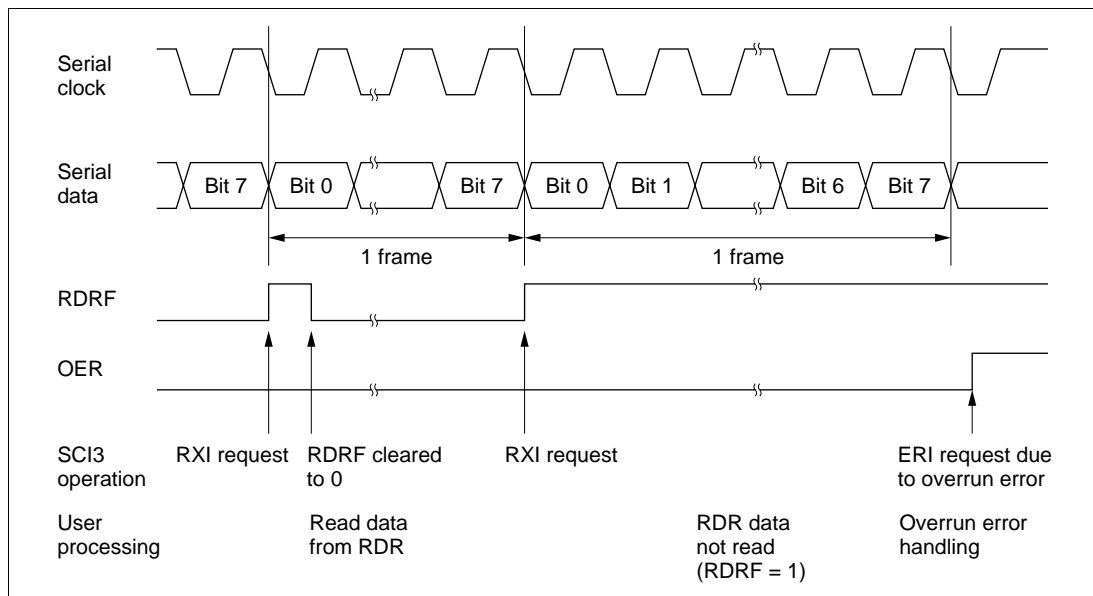 Serial
clock
Serial
data
Bit 7
Bit 0
Bit 7
Bit 0
Bit 1
Bit 6
Bit 7
1 frame
1 frame
RDRF
OER
SCI3
operation
RXI request
RDRF cleared
to 0
RXI request
ERI request due
to overrun error
User
processing
Read data
from RDR
RDR data
not read
(RDRF = 1)
Overrun error
handling